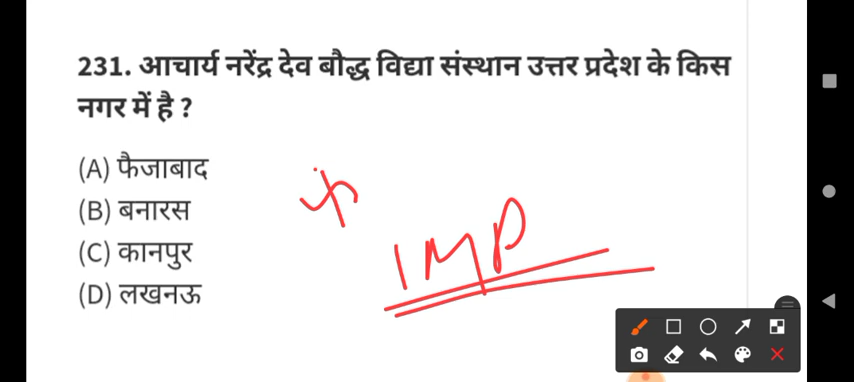 231. आचार्य नरेंद्र देव बौद्ध विद्या संस्थान उत्तर प्रदेश के किस
नगर में है ?
(A) फैजाबाद
(B) बनारस
(C) कानपुर
(D) लखनऊ
IMP